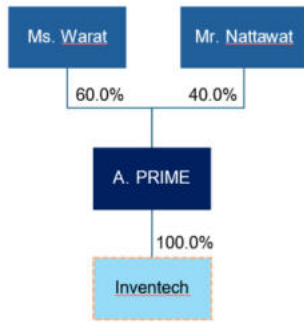 Ms. Warat
Mr. Nattawat
60.0%
40.0%
A. PRIME
100.0%
Inventech